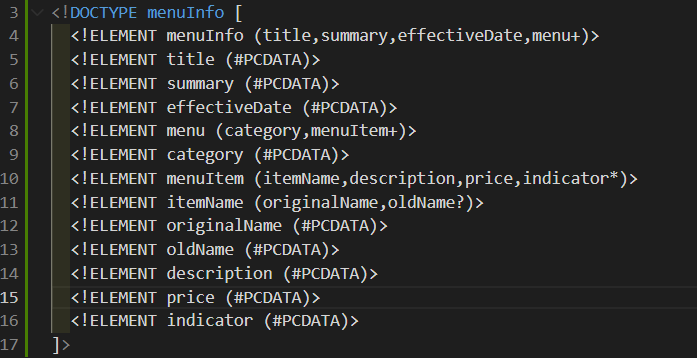 3 <!DOCTYPE menuInfo [
4 <!ELEMENT menuInfo (title,summary,effectiveDate,menu+)>
5 <!ELEMENT title (#PCDATA)>
6 <!ELEMENT summary (#PCDATA)>
7 <!ELEMENT effectiveDate (#PCDATA)>
8 <!ELEMENT menu (category,menuItem+)>
9 <!ELEMENT category (#PCDATA)>
10 <!ELEMENT menuItem (itemName,description,price,indicator*)>
11 <!ELEMENT itemName (originalName,oldName?)>
12 <!ELEMENT originalName (#PCDATA)>
13 <!ELEMENT oldName (#PCDATA)>
14 <!ELEMENT description (#PCDATA)>
15 <!ELEMENT price (#PCDATA)>
16 <!ELEMENT indicator (#PCDATA)>
17 ]>